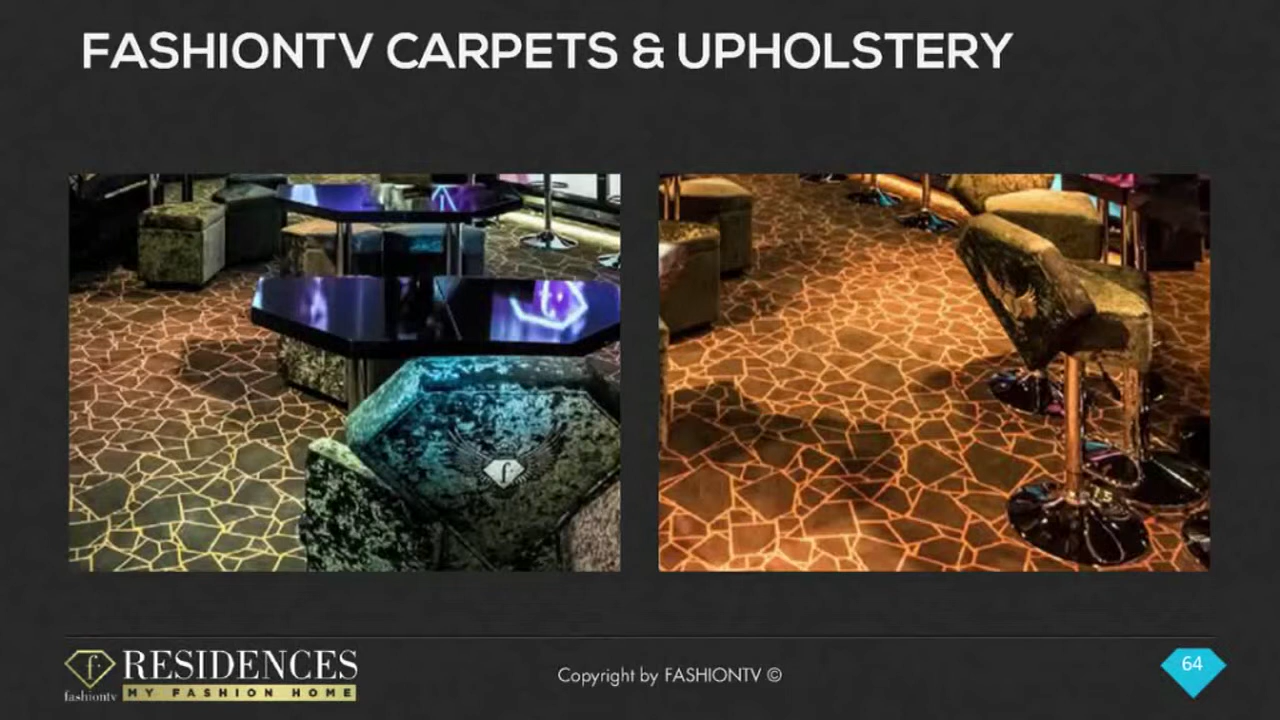 FASHIONTV CARPETS & UPHOLSTERY
f
f
RESIDENCES
fashiontv
MY FASHION HOME
Copyright by FASHIONTV ©
64